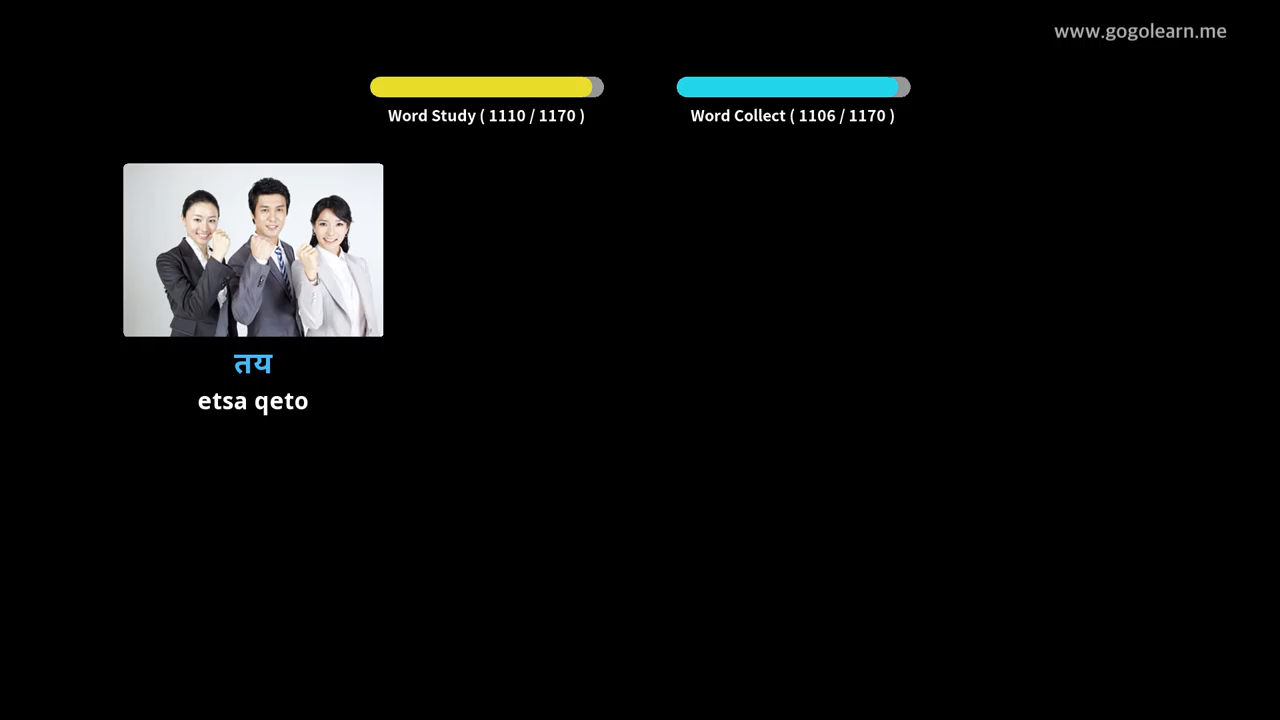 www.gogolearn.me
Word Study ( 1110 / 1170 )
Word Collect ( 1106 / 1170 )
तय
etsa qeto